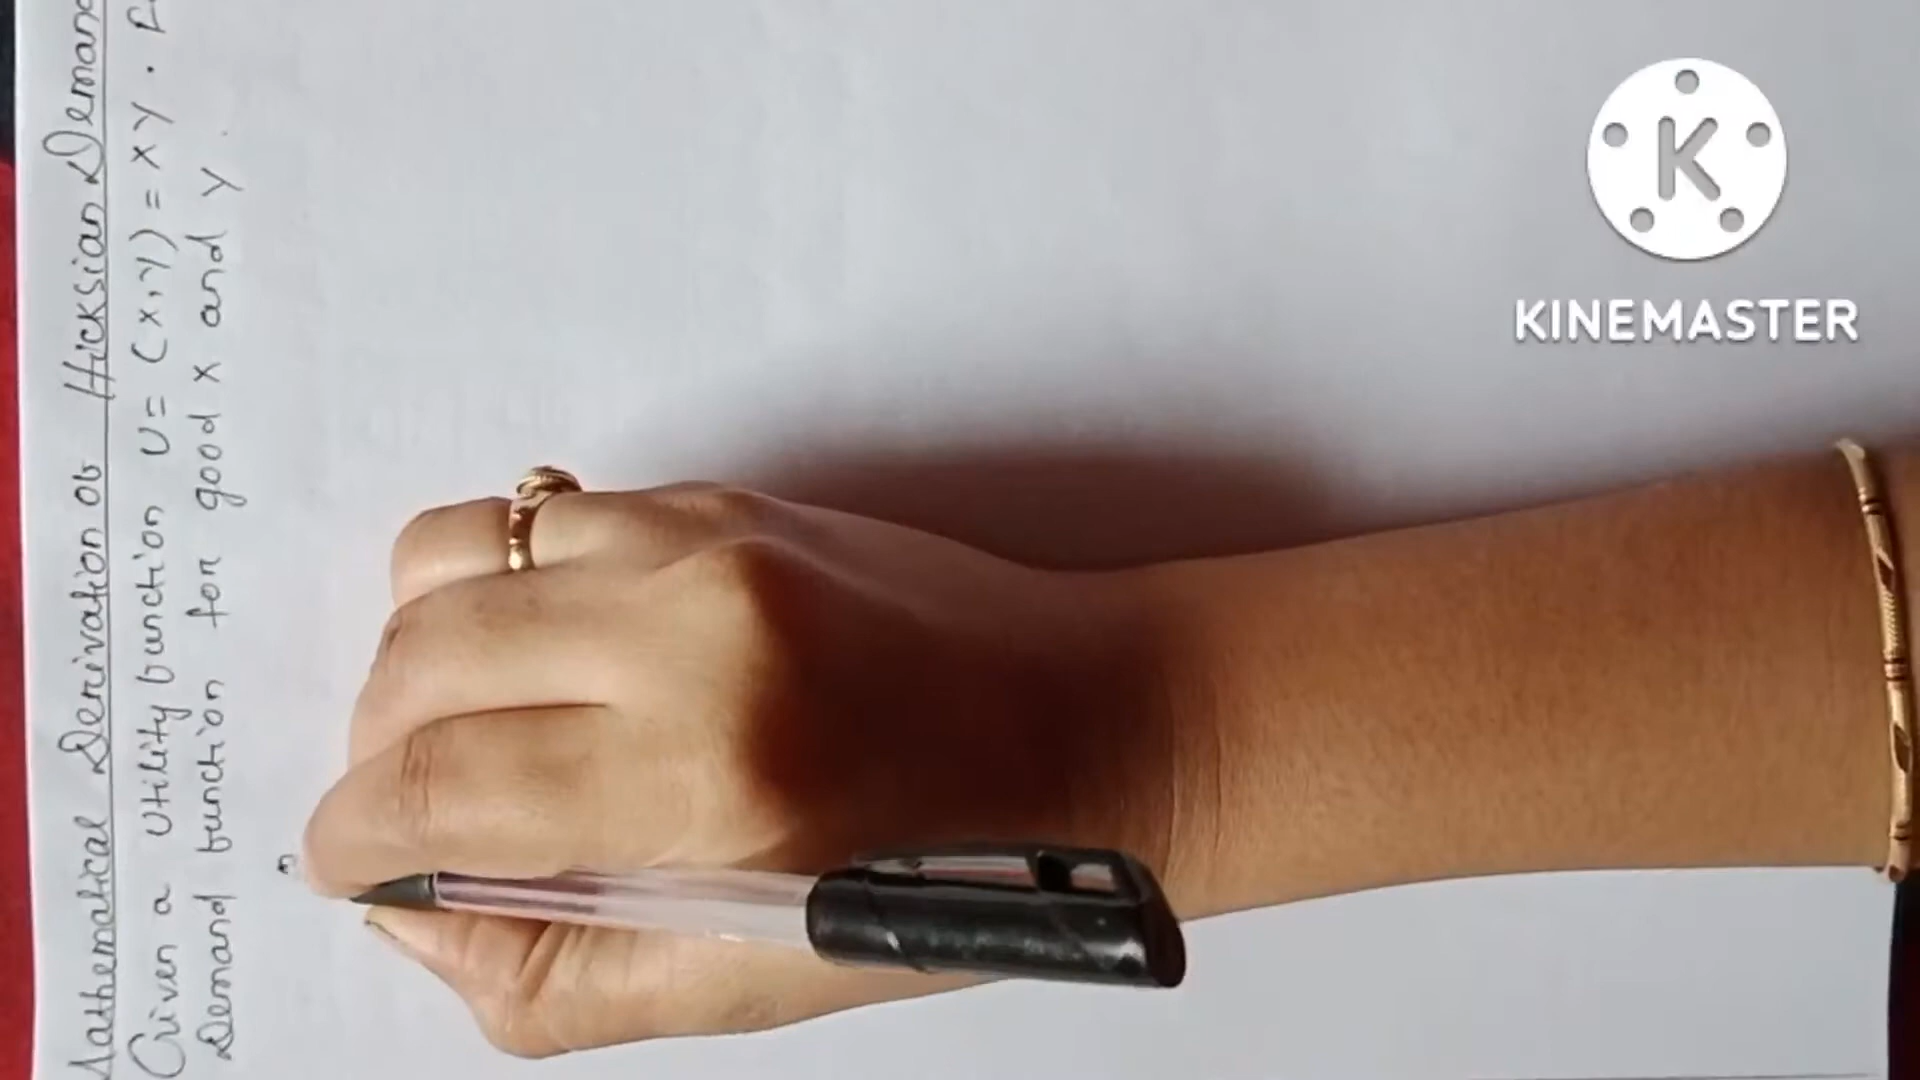 Mathematical Derivation of Hicksian Demand
Given a utility function U = (x,y) = xy.
Demand function for good x and y.
K
KINEMASTER